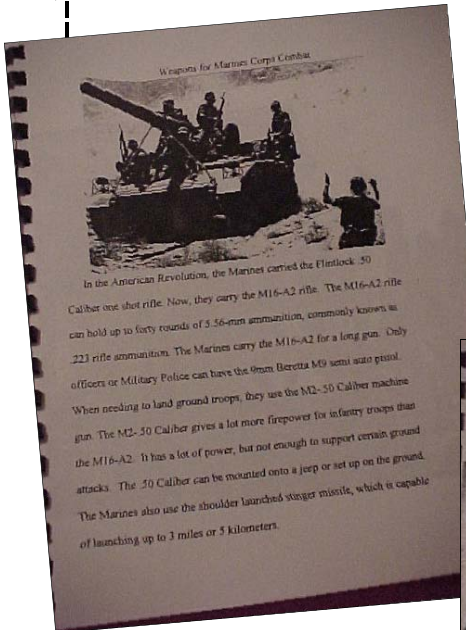 Weapons for Marines Corps Combat
In the American Revolution, the Marines carried the Flintlock .50
Caliber one shot rifle. Now, they carry the M16-A2 rifle. The M16-A2 rifle
can hold up to forty rounds of 5.56-mm ammunition, commonly known as
.223 rifle ammunition. The Marines carry the M16-A2 for a long gun. Only
officers or Military Police can have the 9mm Beretta M9 semi auto pistol.
When needing to land ground troops, they use the M2-.50 Caliber machine
gun. The M2-.50 Caliber gives a lot more firepower for infantry troops than
the M16-A2. It has a lot of power, but not enough to support certain ground
attacks. The .50 Caliber can be mounted onto a jeep or set up on the ground.
The Marines also use the shoulder launched stinger missile, which is capable
of launching up to 3 miles or 5 kilometers.